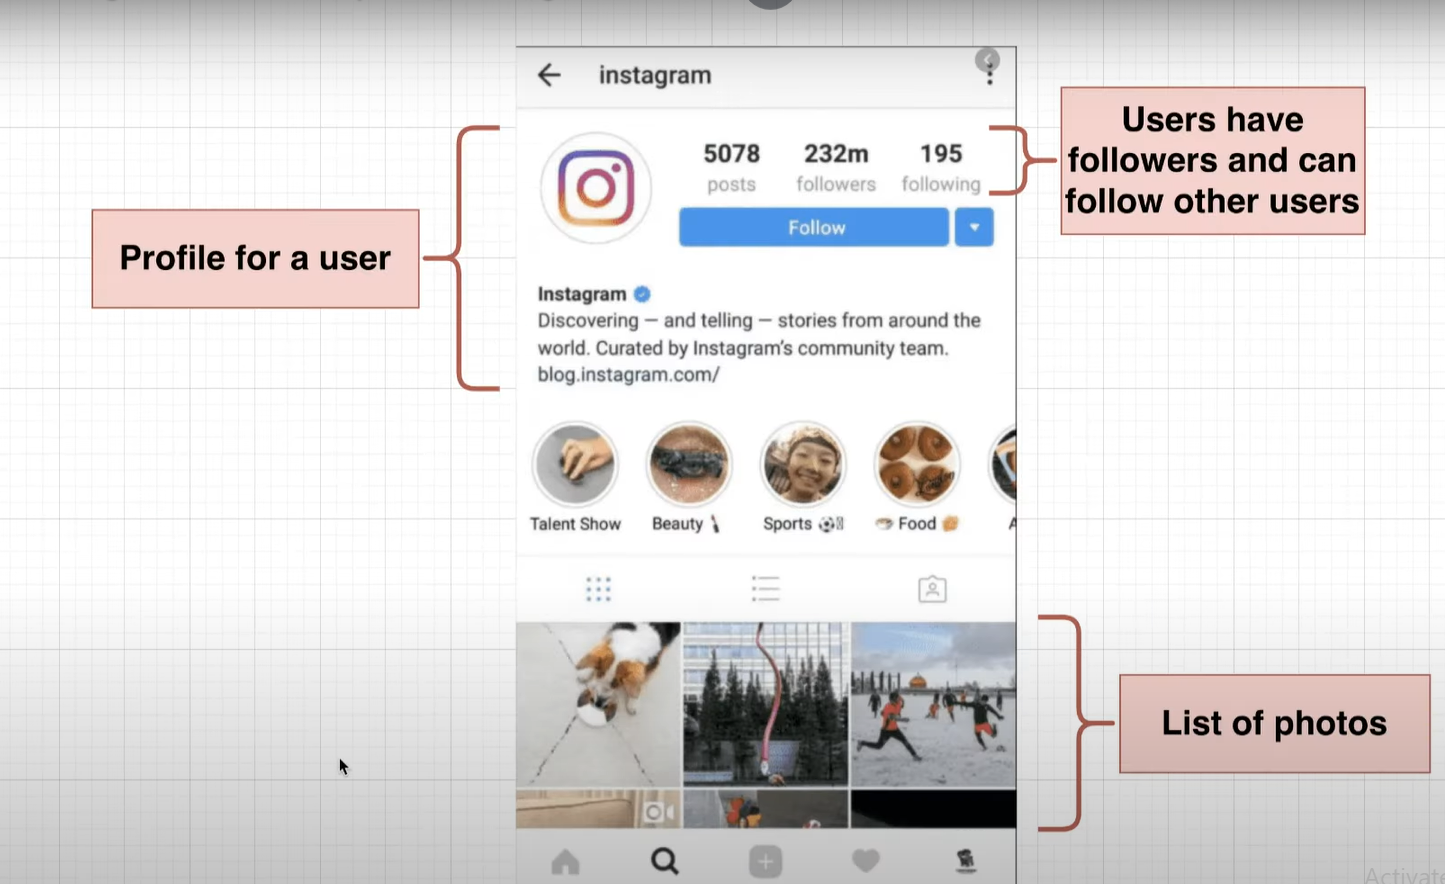 instagram
Users have
followers and can
follow other users
5078
232m
195
posts
followers
following
Follow
Profile for a user
Instagram
Discovering — and telling — stories from around the
world. Curated by Instagram's community team.
blog.instagram.com/
Talent Show
Beauty
Sports
Food
A
List of photos
Activate